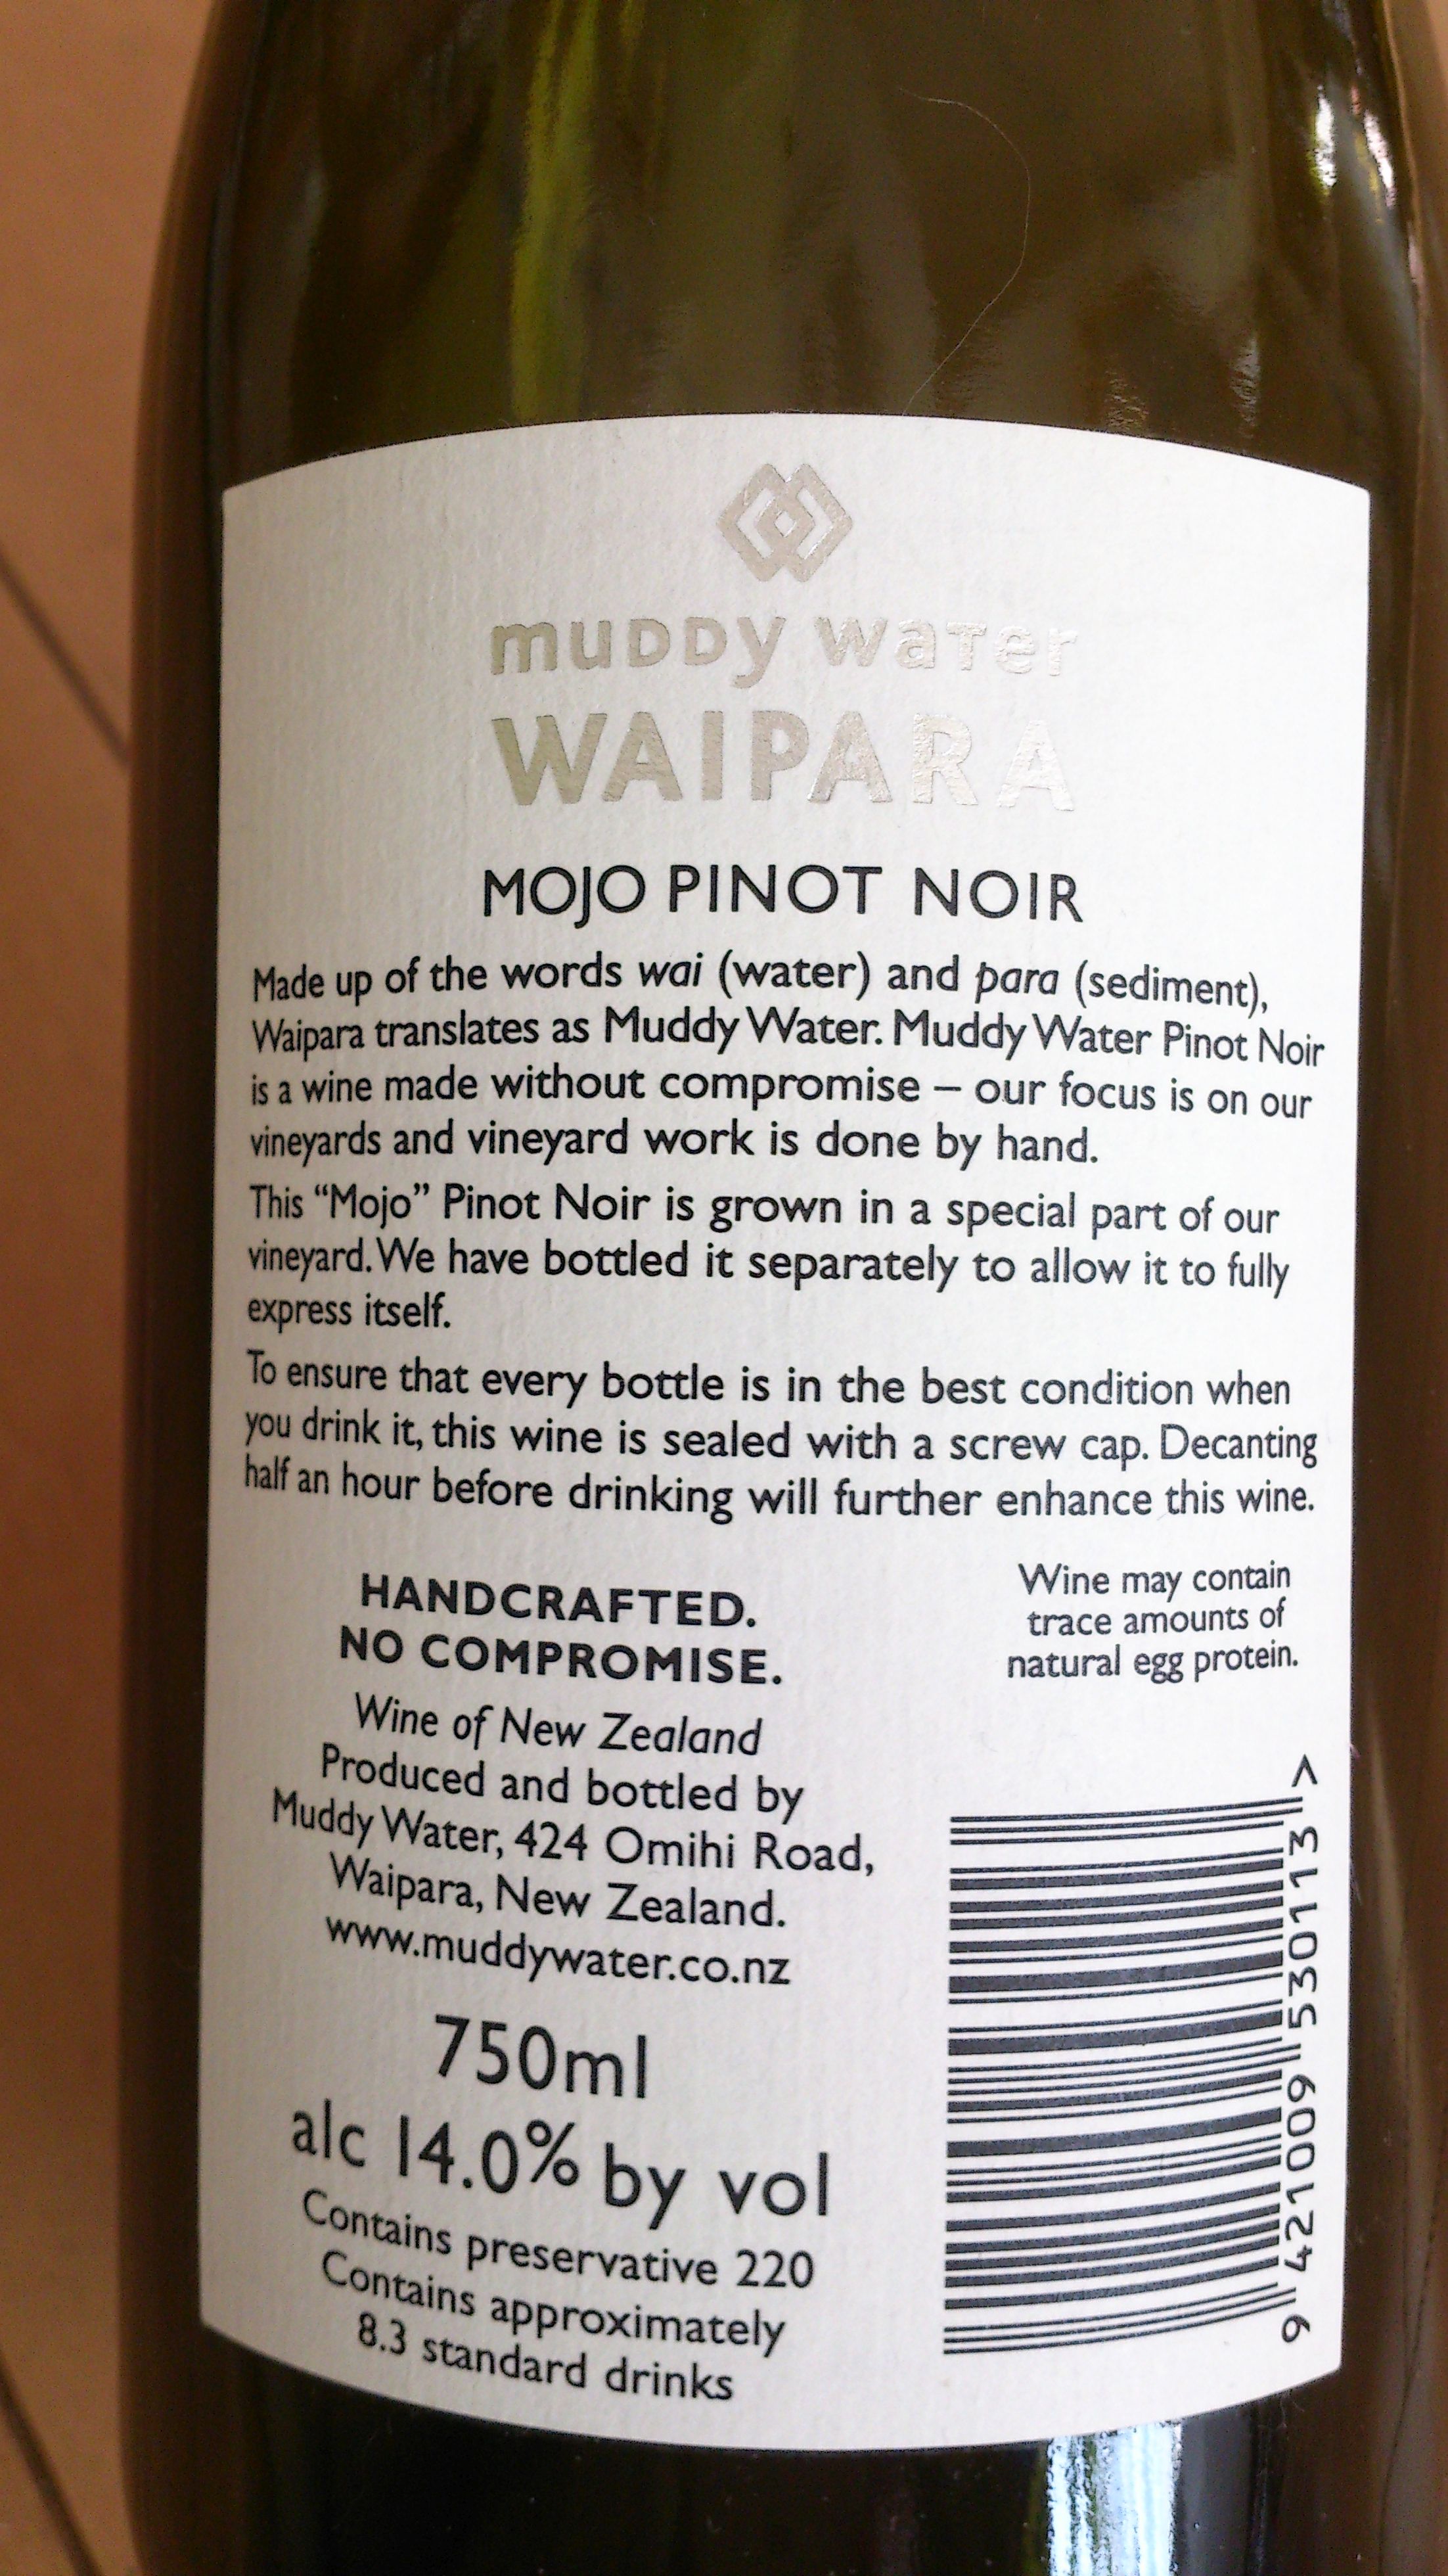 muddy water
WAIPARA
MOJO PINOT NOIR
Made up of the words wai (water) and para (sediment),
Waipara translates as Muddy Water. Muddy Water Pinot Noir
is a wine made without compromise – our focus is on our
vineyards and vineyard work is done by hand.
This “Mojo” Pinot Noir is grown in a special part of our
vineyard. We have bottled it separately to allow it to fully
express itself.
To ensure that every bottle is in the best condition when
you drink it, this wine is sealed with a screw cap. Decanting
half an hour before drinking will further enhance this wine.
HANDCRAFTED.
NO COMPROMISE.
Wine of New Zealand
Produced and bottled by
Muddy Water, 424 Omihi Road,
Waipara, New Zealand.
www.muddywater.co.nz
750ml
alc 14.0% by vol
Contains preservative 220
Contains approximately
8.3 standard drinks
Wine may contain
trace amounts of
natural egg protein.
9 421009 530113 >